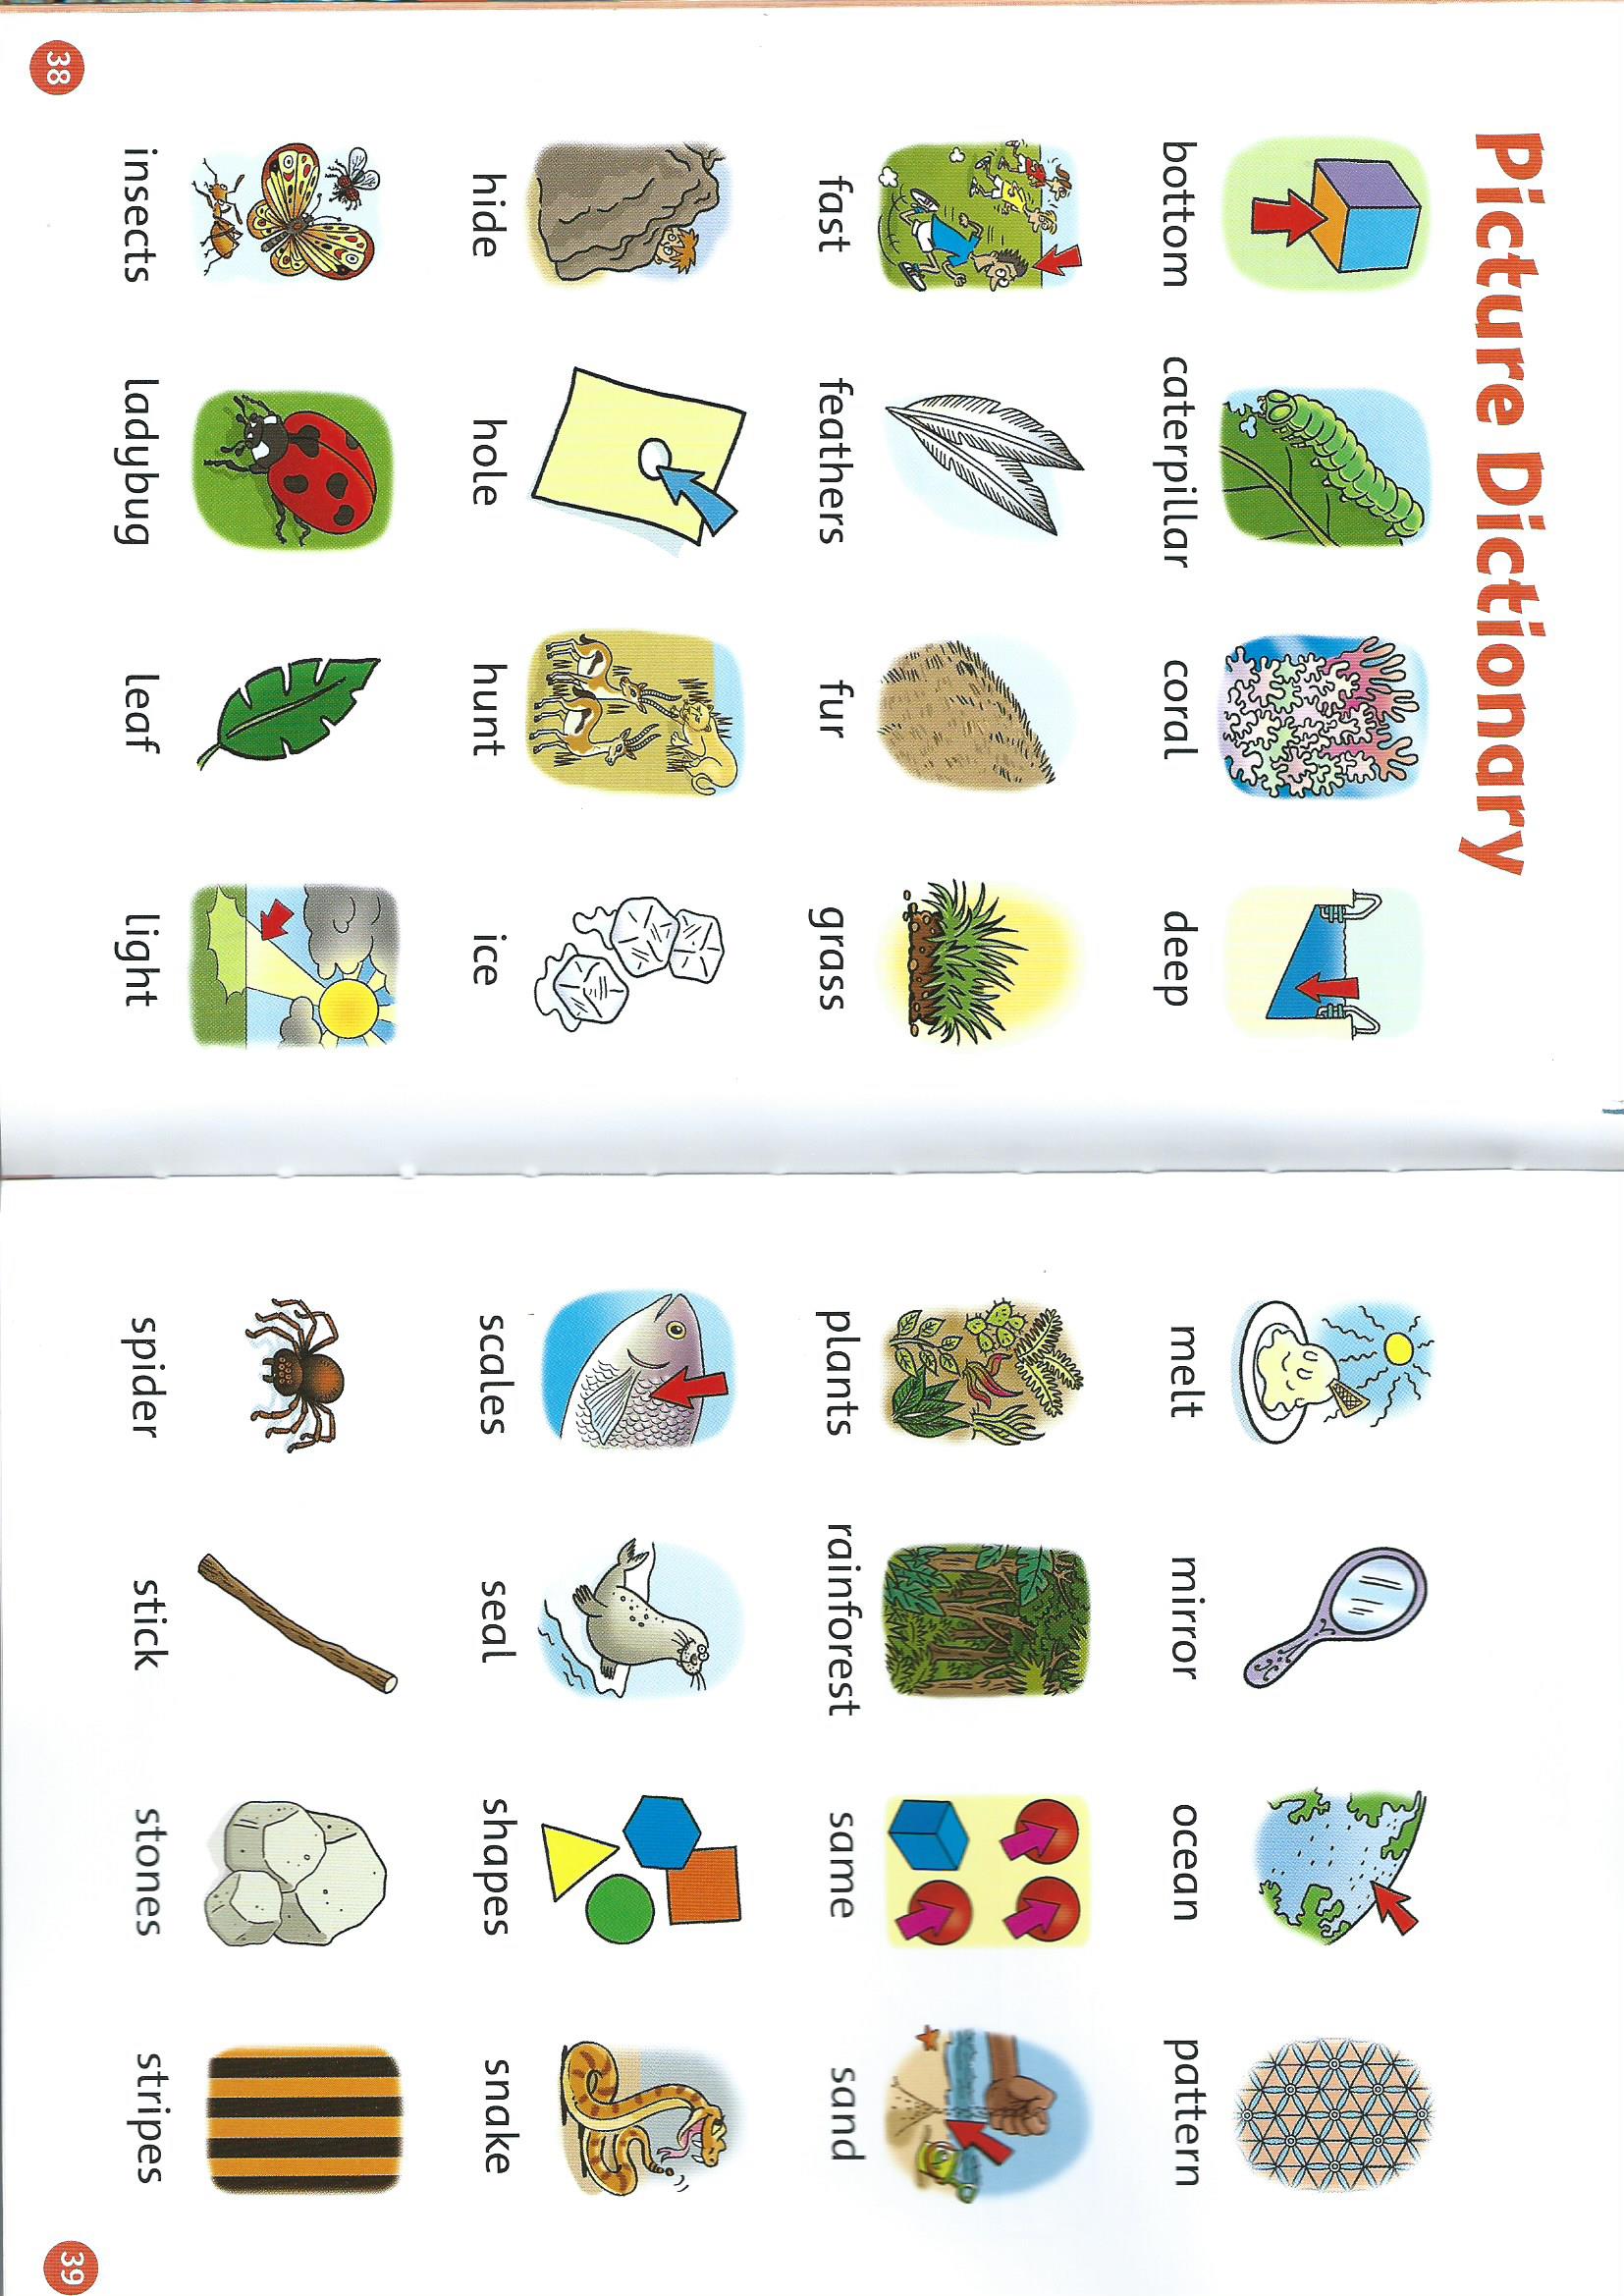 Picture Dictionary
bottom caterpillar coral deep
fast feathers fur grass
hide hole hunt ice
insects ladybug leaf light
38
melt mirror ocean pattern
plants rainforest same sand
scales seal shapes snake
spider stick stones stripes
39